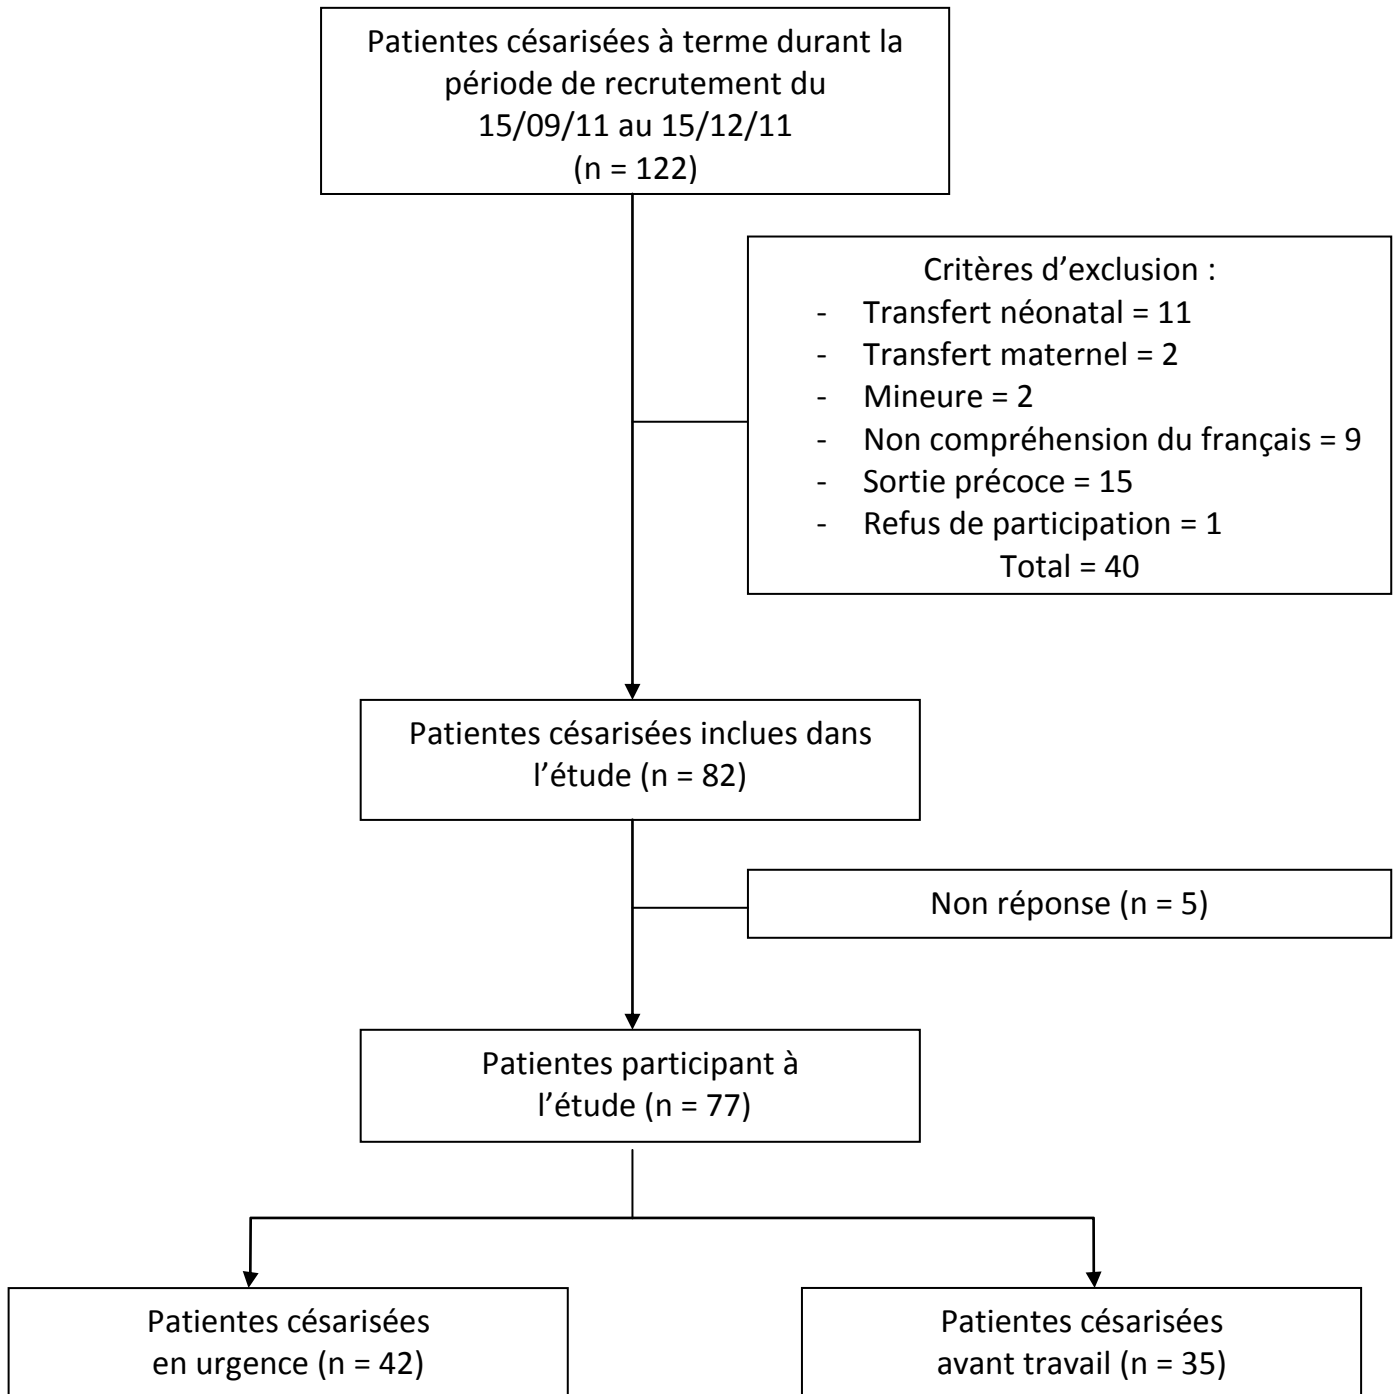 Patientes césarisées à terme durant la
période de recrutement du
15/09/11 au 15/12/11
(n = 122)
Critères d’exclusion :
- Transfert néonatal = 11
- Transfert maternel = 2
- Mineure = 2
- Non compréhension du français = 9
- Sortie précoce = 15
- Refus de participation = 1
Total = 40
Patientes césarisées inclues dans
l’étude (n = 82)
Non réponse (n = 5)
Patientes participant à
l’étude (n = 77)
Patientes césarisées
en urgence (n = 42)
Patientes césarisées
avant travail (n = 35)